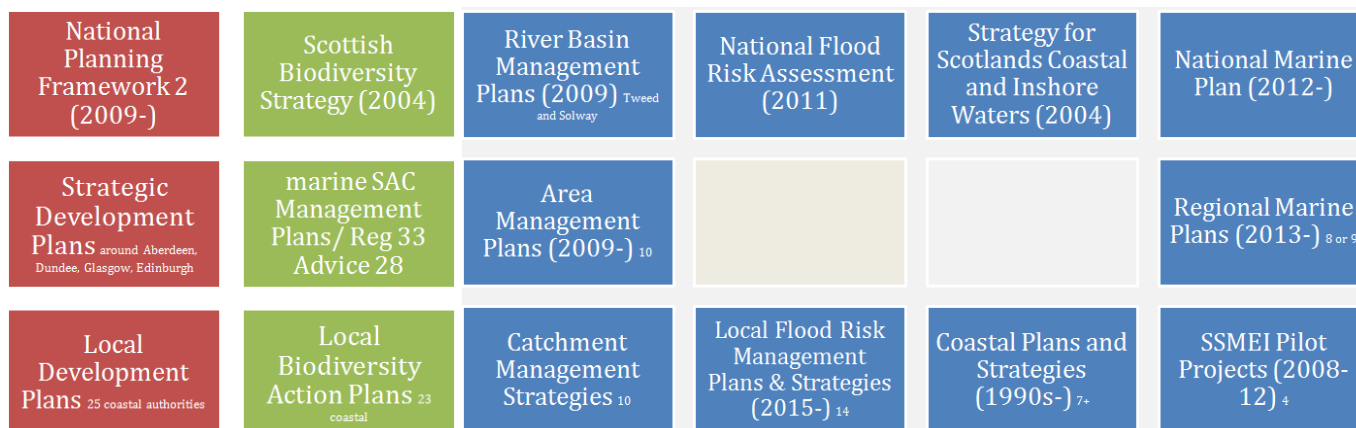 National
Planning
Framework 2
(2009-)
Scottish
Biodiversity
Strategy (2004)
River Basin
Management
Plans (2009) Tweed
and Solway
National Flood
Risk Assessment
(2011)
Strategy for
Scotlands Coastal
and Inshore
Waters (2004)
National Marine
Plan (2012-)
Strategic
Development
Plans around Aberdeen,
Dundee, Glasgow, Edinburgh
marine SAC
Management
Plans/ Reg 33
Advice 28
Area
Management
Plans (2009-) 10
Regional Marine
Plans (2013-) 8 or 9
Local
Development
Plans 25 coastal authorities
Local
Biodiversity
Action Plans 23
coastal
Catchment
Management
Strategies 10
Local Flood Risk
Management
Plans & Strategies
(2015-) 14
Coastal Plans and
Strategies
(1990s-) 7+
SSMEI Pilot
Projects (2008-
12) 4